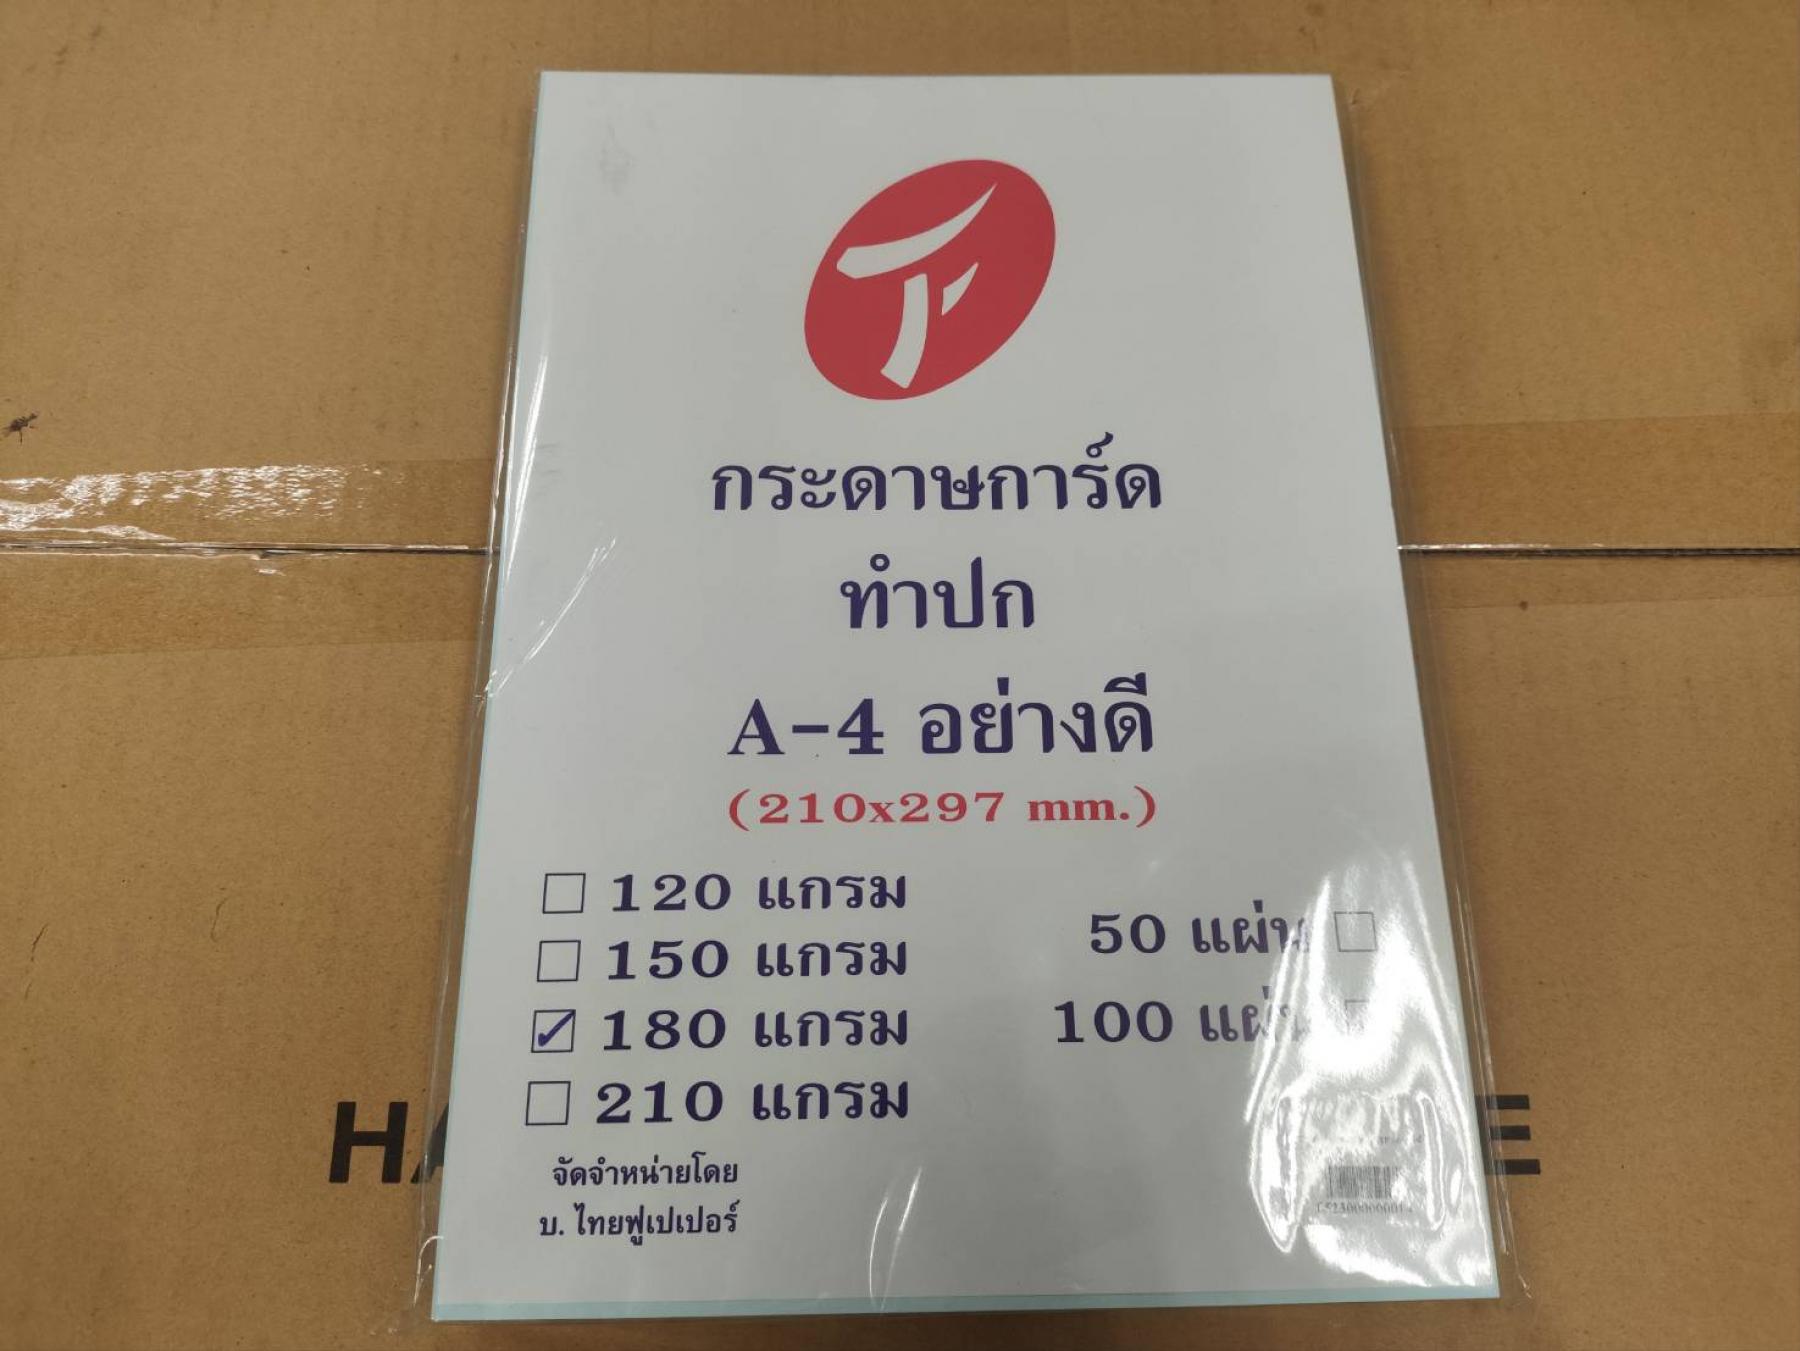 กระดาษการ์ด
ทำปก
A-4 อย่างดี
(210x297 mm.)
120 แกรม
150 แกรม
180 แกรม
210 แกรม
50 แผ่น
100 แผ่น
จัดจำหน่ายโดย
บ. ไทยฟูเปเปอร์